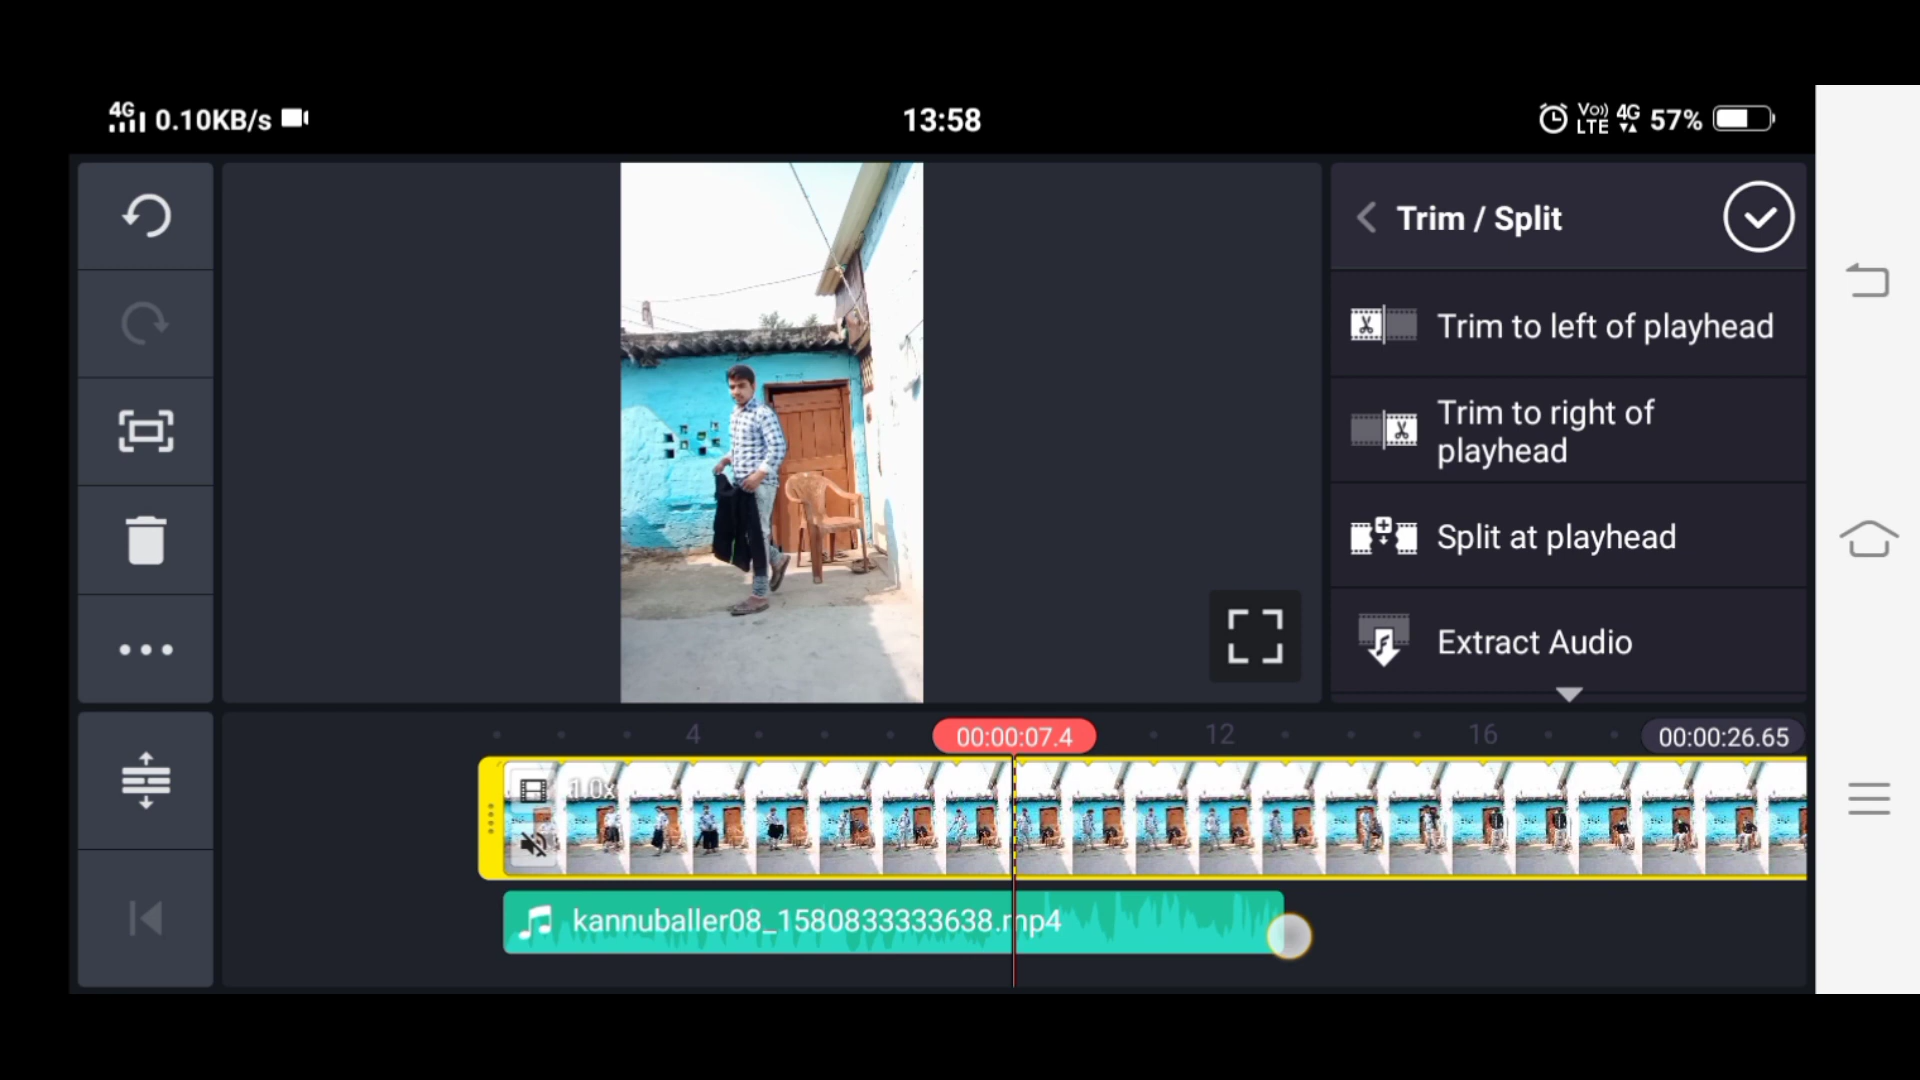 4G 0.10KB/s
13:58
Vo)) LTE 4G 57%
Trim / Split
Trim to left of playhead
Trim to right of
playhead
Split at playhead
Extract Audio
4
00:00:07.4
12
16
00:00:26.65
1.0x
kannuballer08_1580833333638.mp4